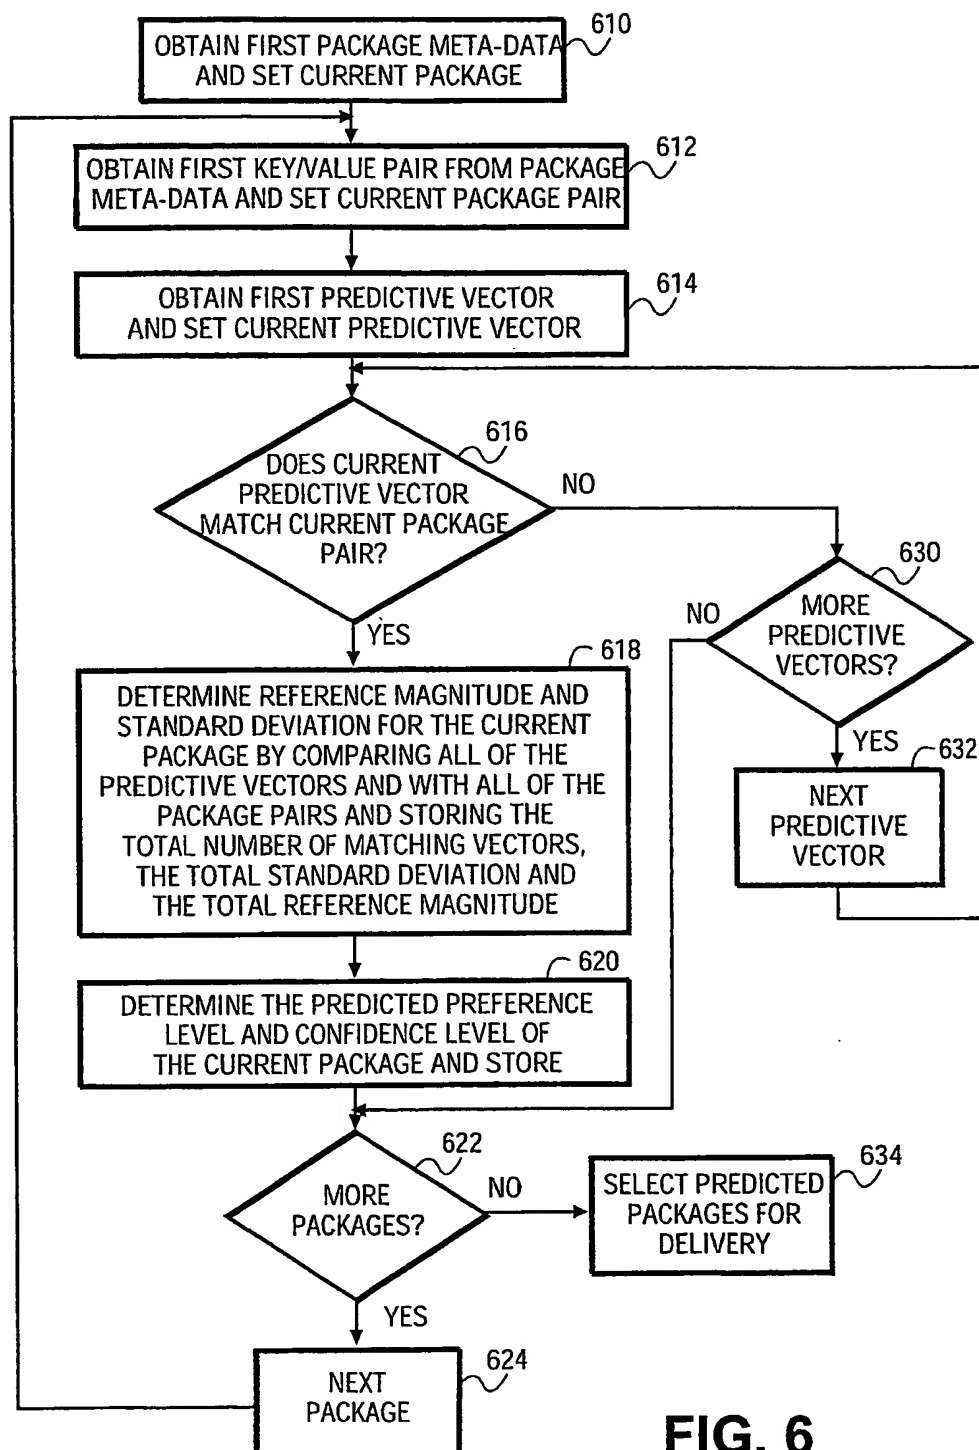 610
OBTAIN FIRST PACKAGE META-DATA
AND SET CURRENT PACKAGE
612
OBTAIN FIRST KEY/VALUE PAIR FROM PACKAGE
META-DATA AND SET CURRENT PACKAGE PAIR
614
OBTAIN FIRST PREDICTIVE VECTOR
AND SET CURRENT PREDICTIVE VECTOR
616
DOES CURRENT
PREDICTIVE VECTOR
MATCH CURRENT PACKAGE
PAIR?
NO
YES
630
MORE
PREDICTIVE
VECTORS?
NO
YES
632
NEXT
PREDICTIVE
VECTOR
618
DETERMINE REFERENCE MAGNITUDE AND
STANDARD DEVIATION FOR THE CURRENT
PACKAGE BY COMPARING ALL OF THE
PREDICTIVE VECTORS AND WITH ALL OF THE
PACKAGE PAIRS AND STORING THE
TOTAL NUMBER OF MATCHING VECTORS,
THE TOTAL STANDARD DEVIATION AND
THE TOTAL REFERENCE MAGNITUDE
620
DETERMINE THE PREDICTED PREFERENCE
LEVEL AND CONFIDENCE LEVEL OF
THE CURRENT PACKAGE AND STORE
622
MORE
PACKAGES?
NO
YES
634
SELECT PREDICTED
PACKAGES FOR
DELIVERY
624
NEXT
PACKAGE
FIG. 6